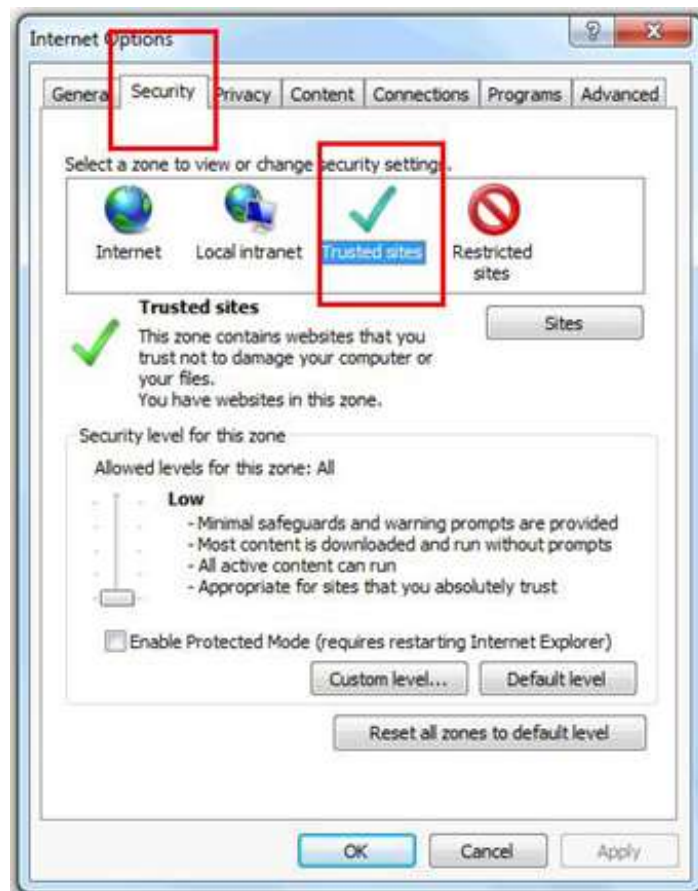 Internet Options
General Security Privacy Content Connections Programs Advanced
Select a zone to view or change security settings.
Internet Local intranet Trusted sites Restricted sites
Trusted sites
Sites
This zone contains websites that you
trust not to damage your computer or
your files.
You have websites in this zone.
Security level for this zone
Allowed levels for this zone: All
Low
- Minimal safeguards and warning prompts are provided
- Most content is downloaded and run without prompts
- All active content can run
- Appropriate for sites that you absolutely trust
Enable Protected Mode (requires restarting Internet Explorer)
Custom level... Default level
Reset all zones to default level
OK Cancel Apply